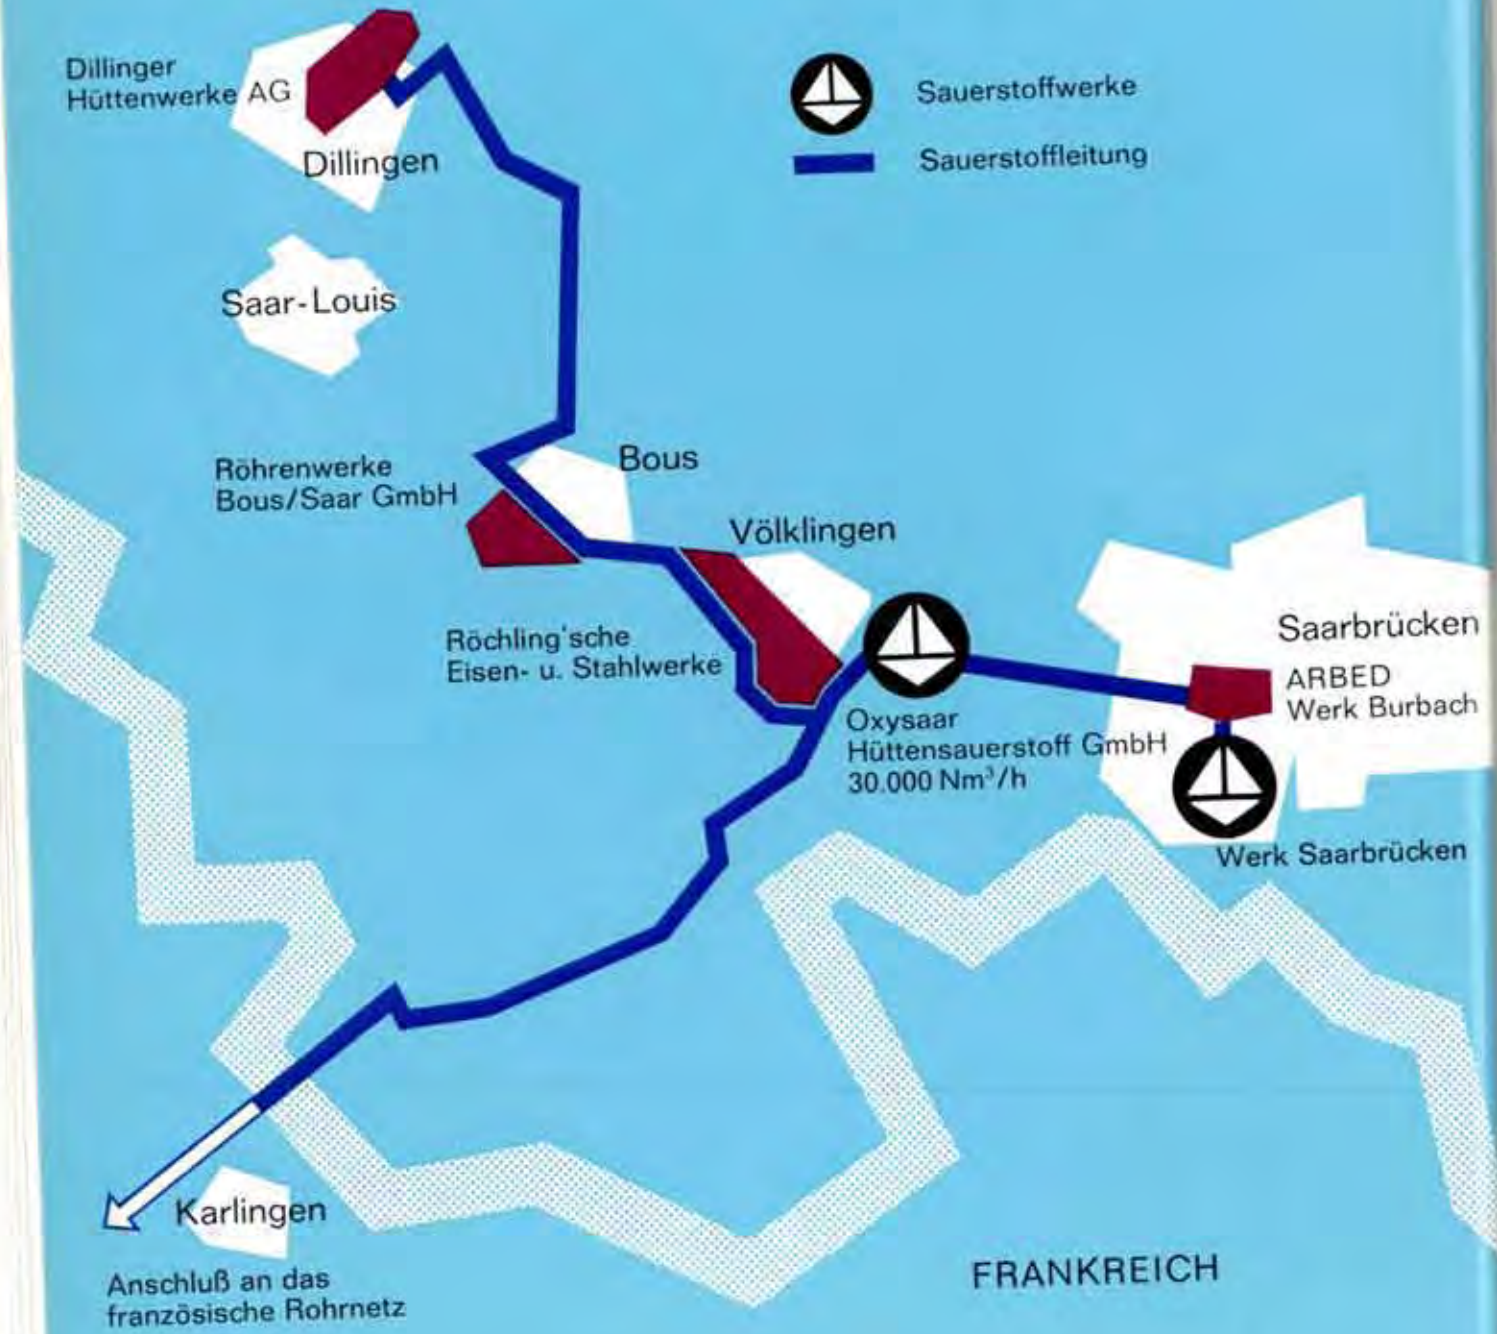 Dillinger
Hüttenwerke AG
Dillingen
Sauerstoffwerke
Sauerstoffleitung
Saar-Louis
Röhrenwerke
Bous/Saar GmbH
Bous
Völklingen
Röchling'sche
Eisen- u. Stahlwerke
Saarbrücken
ARBED
Werk Burbach
Oxysaar
Hüttensauerstoff GmbH
30.000 Nm³/h
Werk Saarbrücken
Karlingen
Anschluß an das
französische Rohrnetz
FRANKREICH